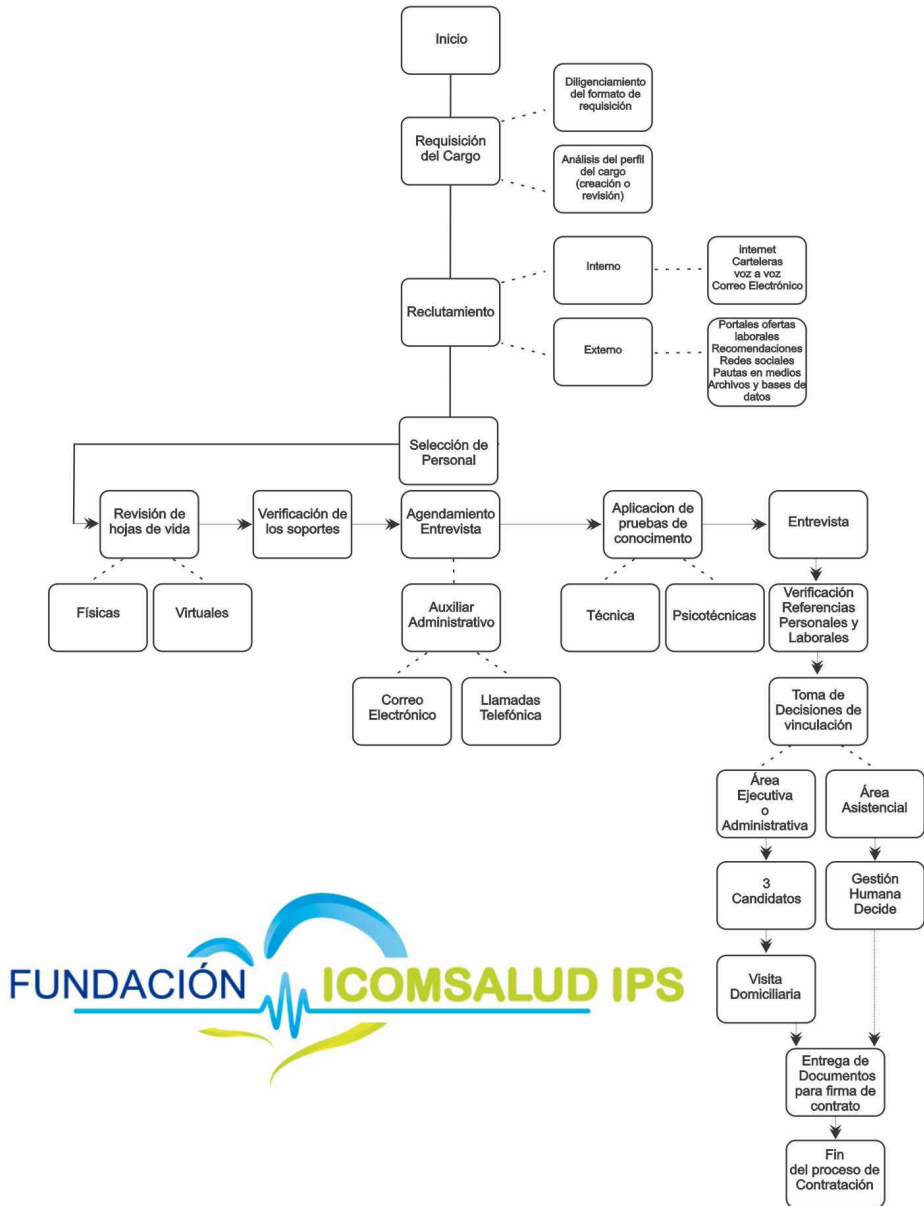 Inicio
Diligenciamiento
del formato de
requisición
Requisición
del Cargo
Análisis del perfil
del cargo
(creación o
revisión)
Interno
internet
Carteleras
voz a voz
Correo Electrónico
Reclutamiento
Externo
Portales ofertas
laborales
Recomendaciones
Redes sociales
Pautas en medios
Archivos y bases de
datos
Selección de
Personal
Revisión de
hojas de vida
Verificación de
los soportes
Agendamiento
Entrevista
Aplicacion de
pruebas de
conocimiento
Entrevista
Físicas
Virtuales
Auxiliar
Administrativo
Técnica
Psicotécnicas
Verificación
Referencias
Personales y
Laborales
Correo
Electrónico
Llamadas
Telefónica
Toma de
Decisiones de
vinculación
Área
Ejecutiva
o
Administrativa
Área
Asistencial
3
Candidatos
Gestión
Humana
Decide
FUNDACIÓN ICOMSALUD IPS
Visita
Domiciliaria
Entrega de
Documentos
para firma de
contrato
Fin
del proceso de
Contratación